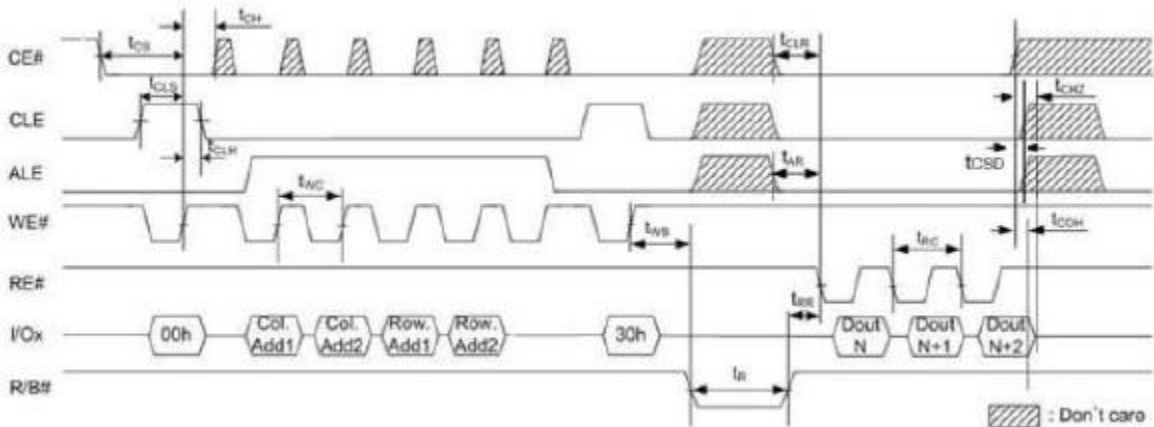 tCH
tCS
CE#
tCLR
tCLS
tCHZ
CLE
tCLH
tCSD
ALE
tAR
tWC
WE#
tWB
tCOH
tRC
RE#
tRR
I/Ox
00h
Col. Add1
Col. Add2
Row. Add1
Row. Add2
30h
Dout N
Dout N+1
Dout N+2
R/B#
tR
: Don't care